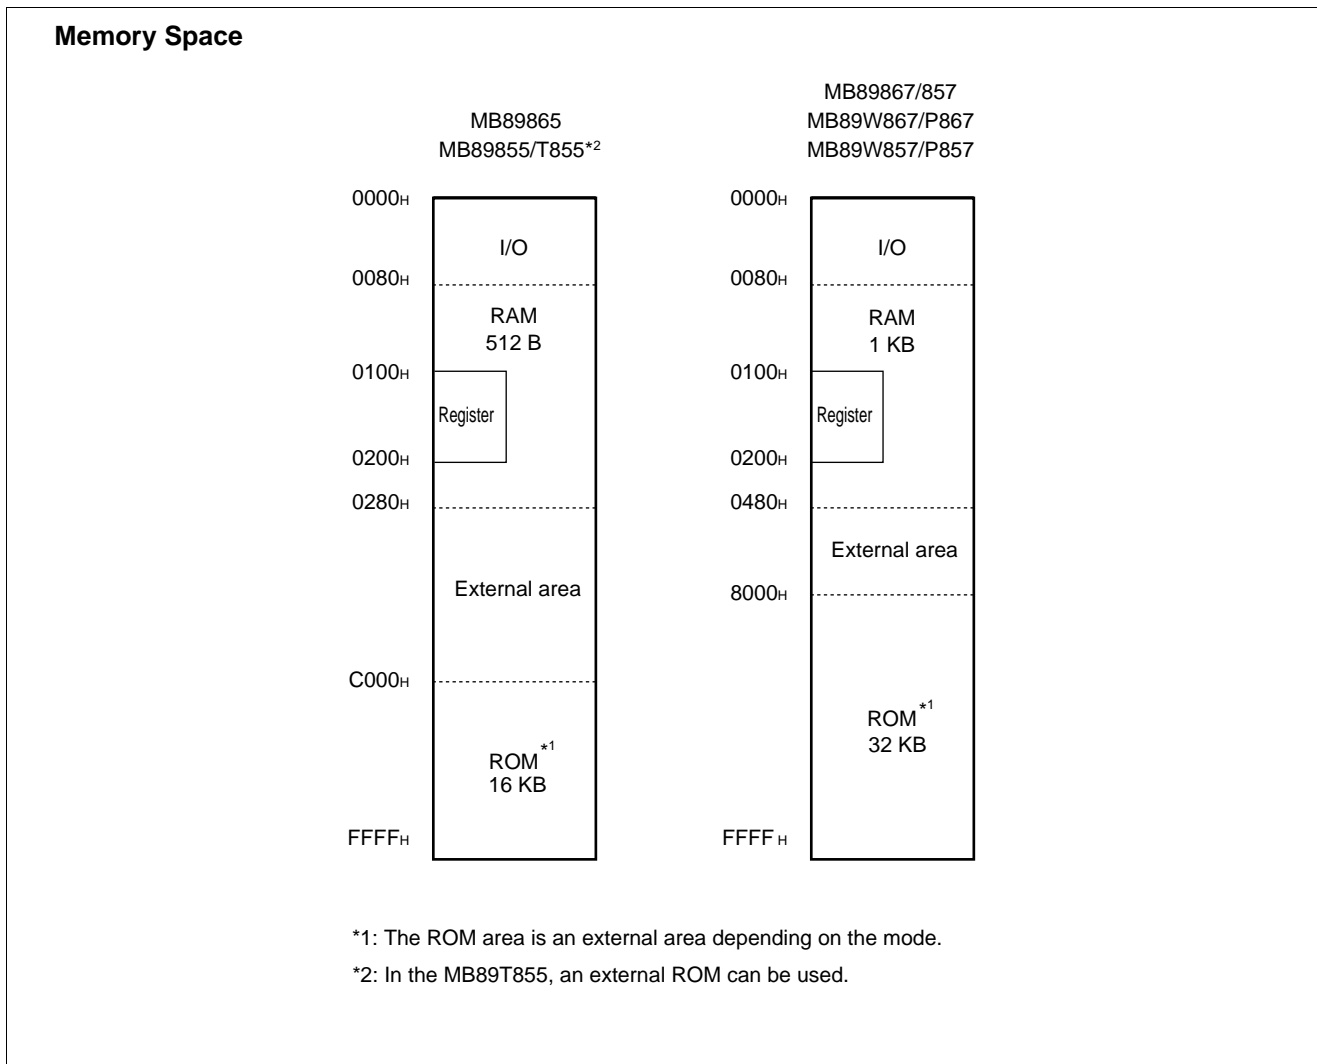 Memory Space
MB89865
MB89855/T855*2
0000H
I/O
0080H
RAM
512 B
0100H
Register
0200H
0280H
External area
C000H
ROM*1
16 KB
FFFFH
MB89867/857
MB89W867/P867
MB89W857/P857
0000H
I/O
0080H
RAM
1 KB
0100H
Register
0200H
0480H
External area
8000H
ROM*1
32 KB
FFFF H
*1: The ROM area is an external area depending on the mode.
*2: In the MB89T855, an external ROM can be used.